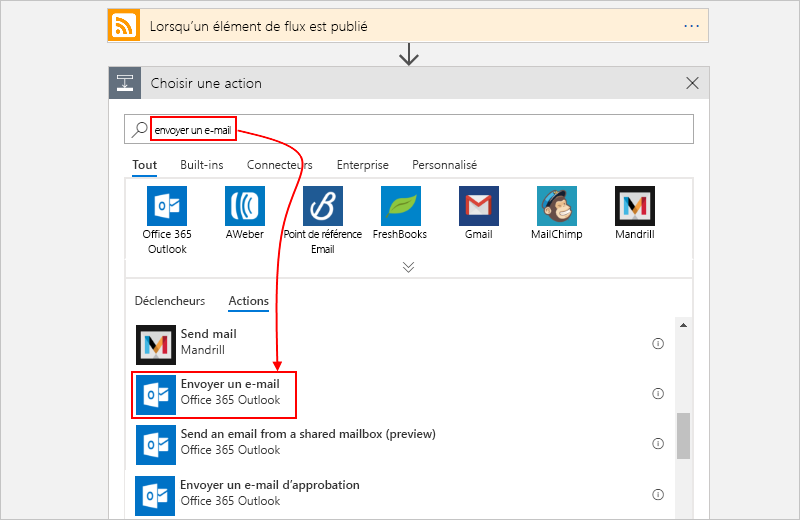 Lorsqu'un élément de flux est publié
Choisir une action
envoyer un e-mail
Tout Built-ins Connecteurs Enterprise Personnalisé
Office 365 Outlook
AWeber
Point de référence Email
FreshBooks
Gmail
MailChimp
Mandrill
Déclencheurs Actions
Send mail
Mandrill
Envoyer un e-mail
Office 365 Outlook
Send an email from a shared mailbox (preview)
Office 365 Outlook
Envoyer un e-mail d'approbation
Office 365 Outlook